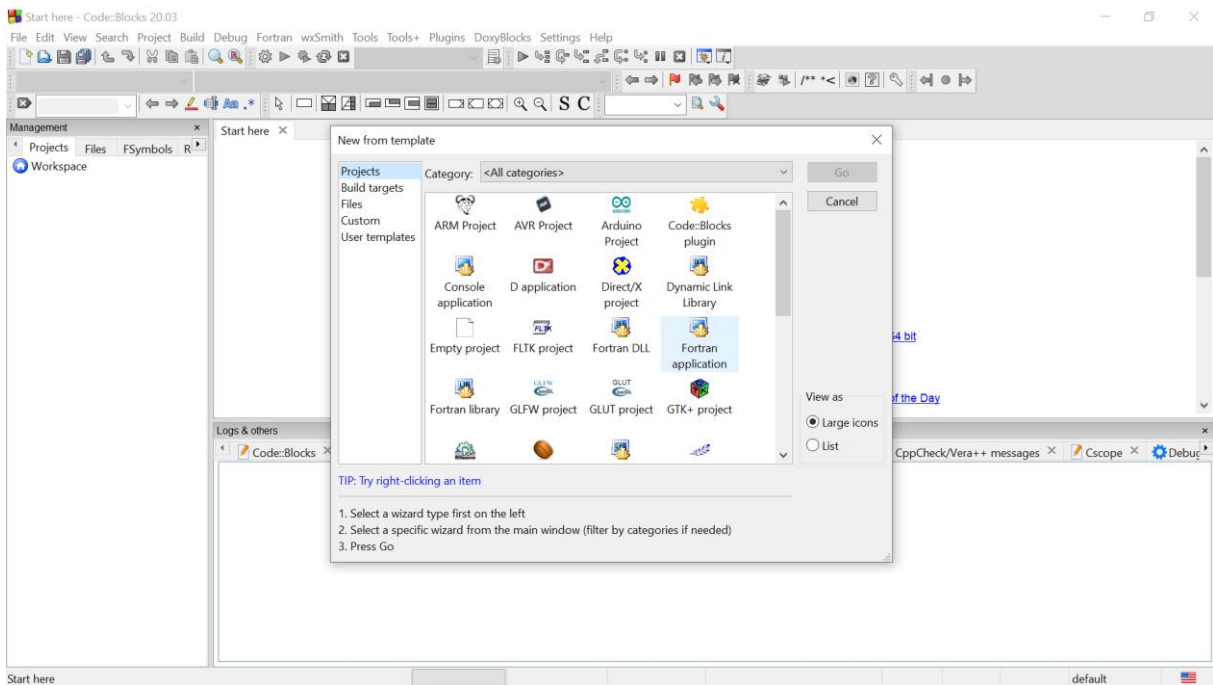 Start here - Code::Blocks 20.03
File Edit View Search Project Build Debug Fortran wxSmith Tools Tools+ Plugins DoxyBlocks Settings Help
/** *<
Aa .*
S C
Management
Projects Files FSymbols R
Workspace
Start here
New from template
Projects
Build targets
Files
Custom
User templates
Category: <All categories>
Go
Cancel
ARM Project AVR Project Arduino Project Code::Blocks plugin
Console application D application Direct/X project Dynamic Link Library
Empty project FLTK project Fortran DLL Fortran application
Fortran library GLFW project GLUT project GTK+ project
View as
Large icons
List
TIP: Try right-clicking an item
1. Select a wizard type first on the left
2. Select a specific wizard from the main window (filter by categories if needed)
3. Press Go
64 bit
of the Day
Logs & others
Code::Blocks
CppCheck/Vera++ messages Cscope Debug
Start here
default